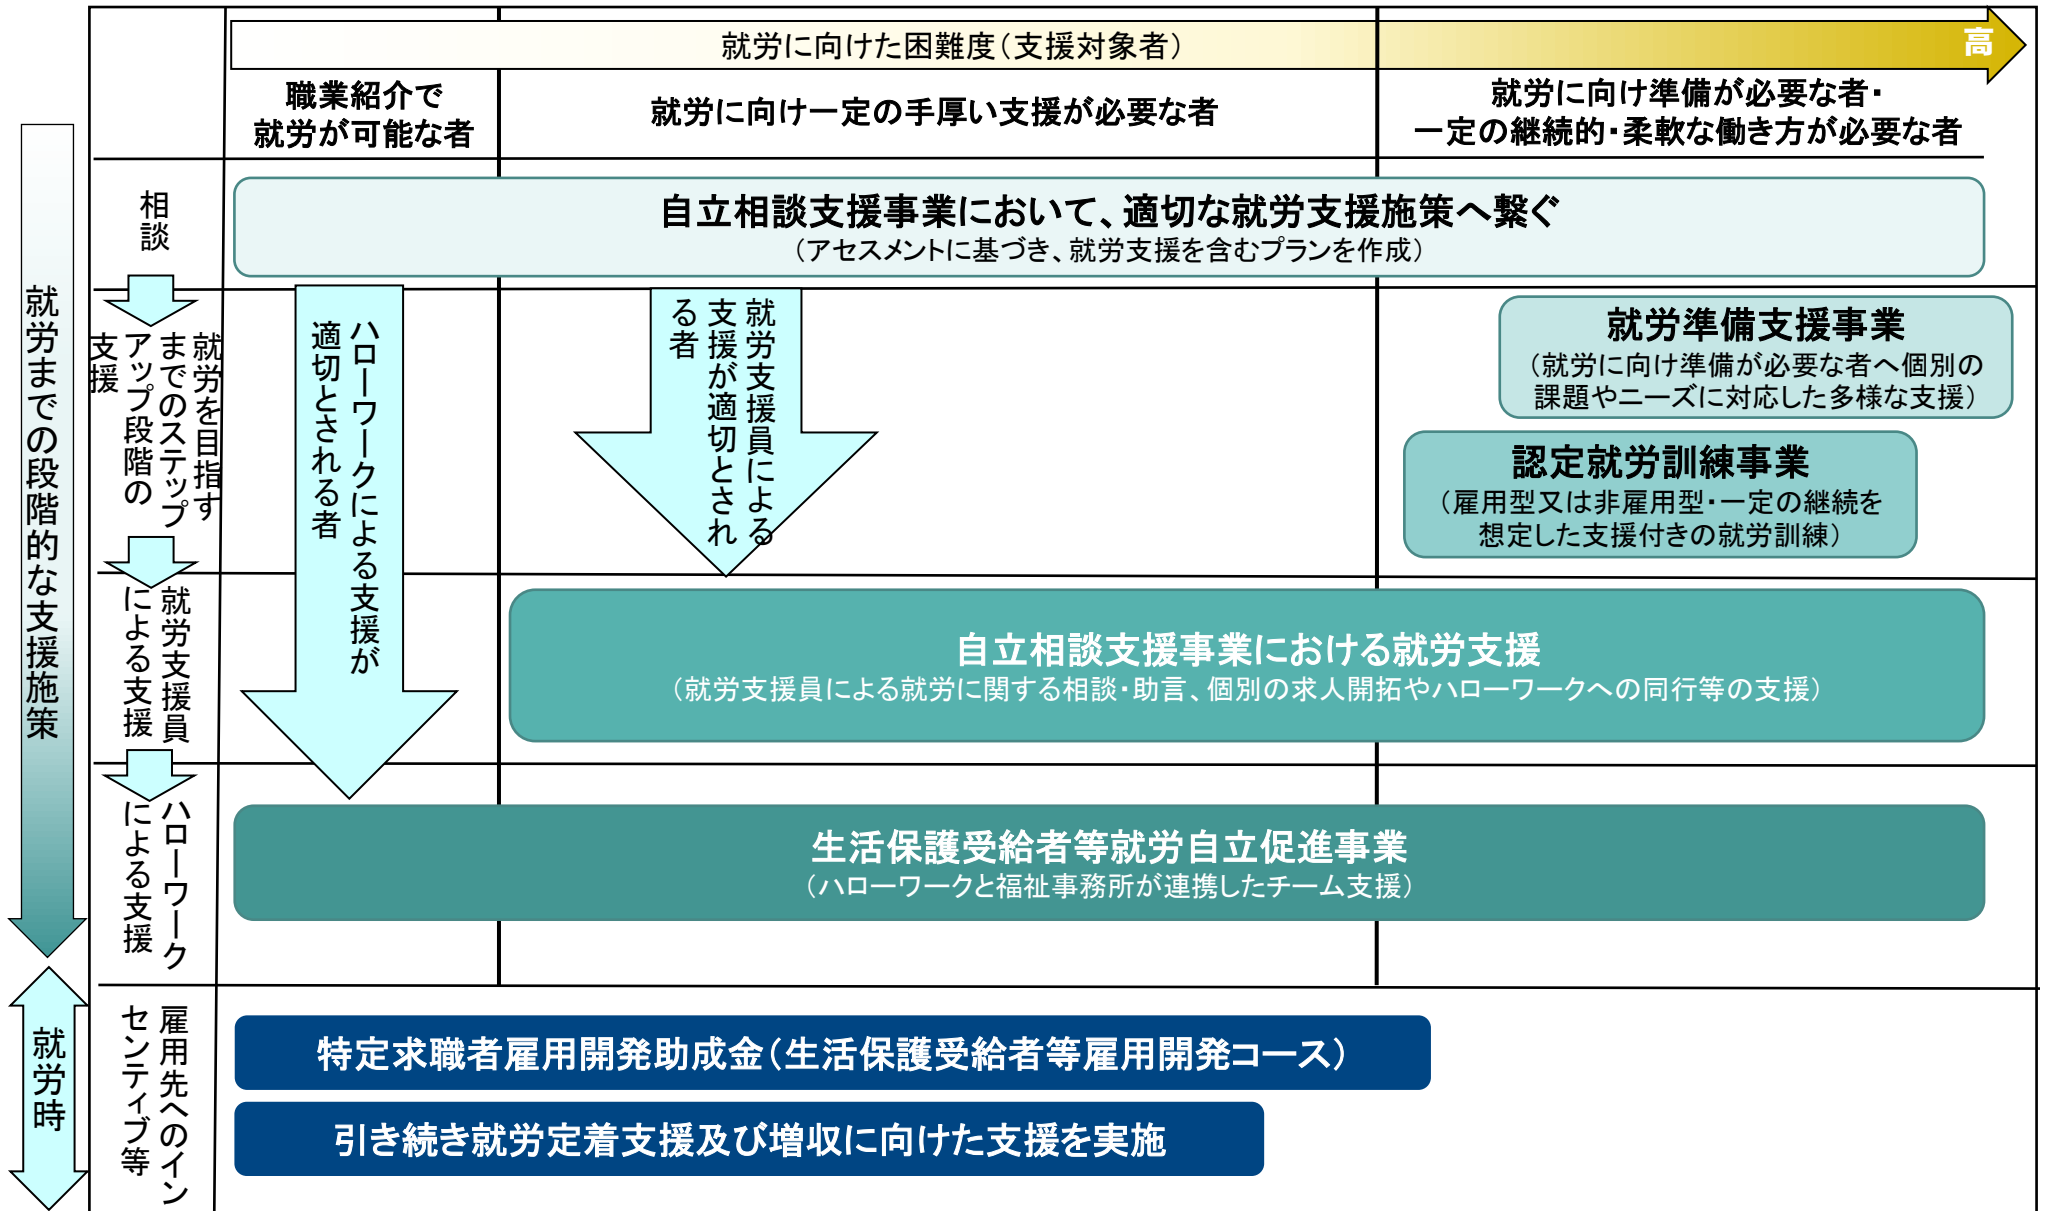 就労に向けた困難度（支援対象者）
高
職業紹介で
就労が可能な者
就労に向け一定の手厚い支援が必要な者
就労に向け準備が必要な者・
一定の継続的・柔軟な働き方が必要な者
就労までの段階的な支援施策
相談
自立相談支援事業において、適切な就労支援施策へ繋ぐ
（アセスメントに基づき、就労支援を含むプランを作成）
就労を目指す
までのステップ
アップ段階の
支援
ハローワークによる支援が
適切とされる者
就労支援員による
支援が適切とされ
る者
就労準備支援事業
（就労に向け準備が必要な者へ個別の
課題やニーズに対応した多様な支援）
認定就労訓練事業
（雇用型又は非雇用型・一定の継続を
想定した支援付きの就労訓練）
就労支援員
による支援
自立相談支援事業における就労支援
（就労支援員による就労に関する相談・助言、個別の求人開拓やハローワークへの同行等の支援）
ハローワーク
による支援
生活保護受給者等就労自立促進事業
（ハローワークと福祉事務所が連携したチーム支援）
就労時
雇用先へのイン
センティブ等
特定求職者雇用開発助成金（生活保護受給者等雇用開発コース）
引き続き就労定着支援及び増収に向けた支援を実施